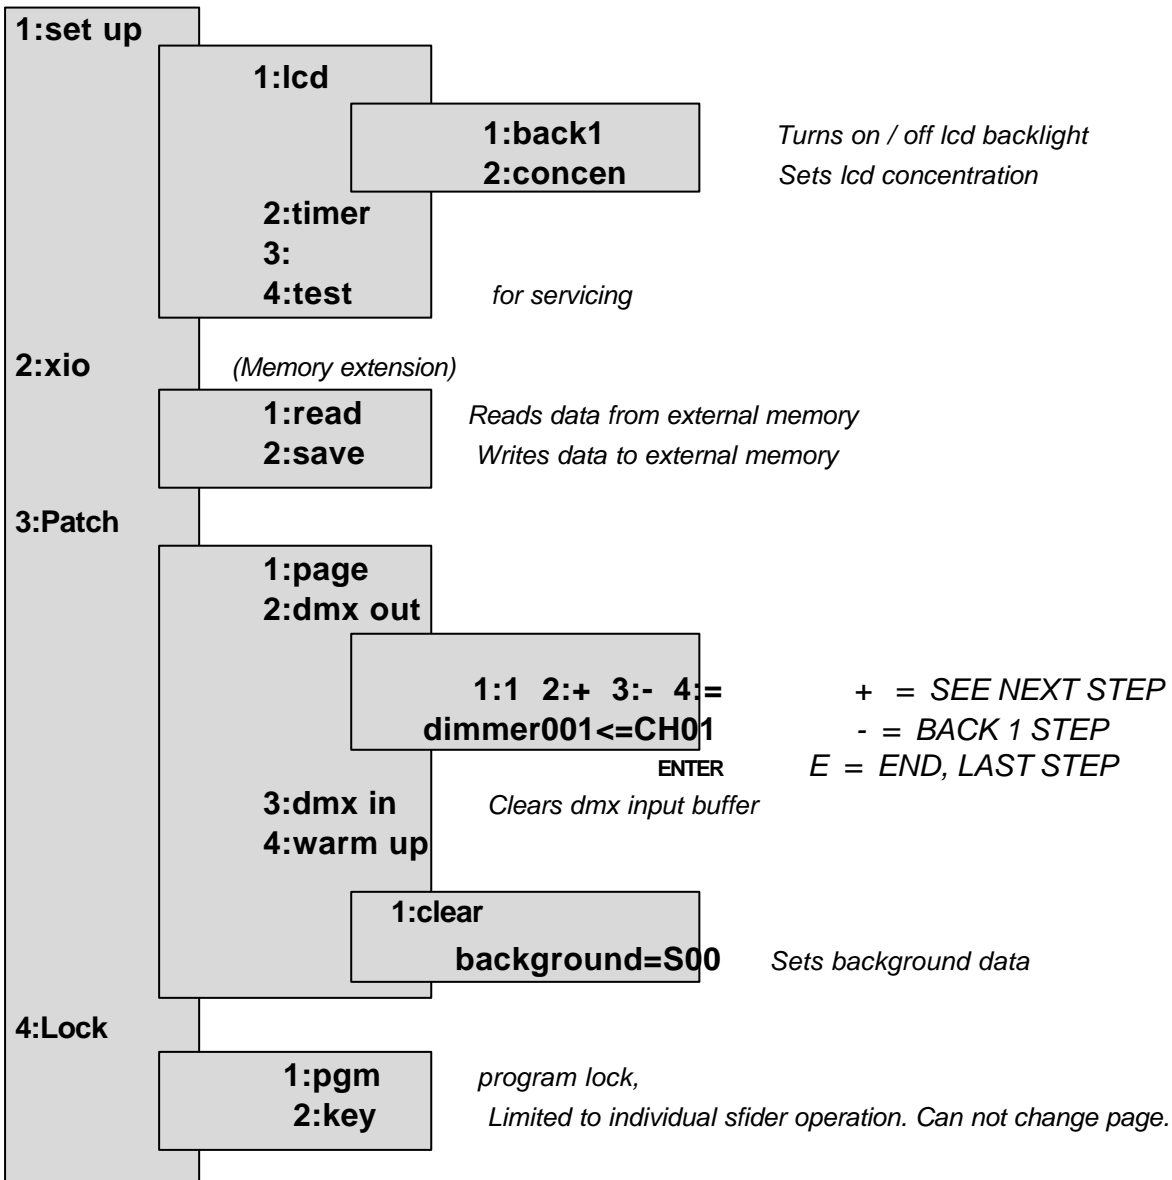 1:set up
1:lcd
1:back1 Turns on / off lcd backlight
2:concen Sets lcd concentration
2:timer
3:
4:test for servicing
2:xio (Memory extension)
1:read Reads data from external memory
2:save Writes data to external memory
3:Patch
1:page
2:dmx out
1:1 2:+ 3:- 4:= + = SEE NEXT STEP
dimmer001<=CH01 - = BACK 1 STEP
ENTER E = END, LAST STEP
3:dmx in Clears dmx input buffer
4:warm up
1:clear
background=S00 Sets background data
4:Lock
1:pgm program lock,
2:key Limited to individual sfider operation. Can not change page.